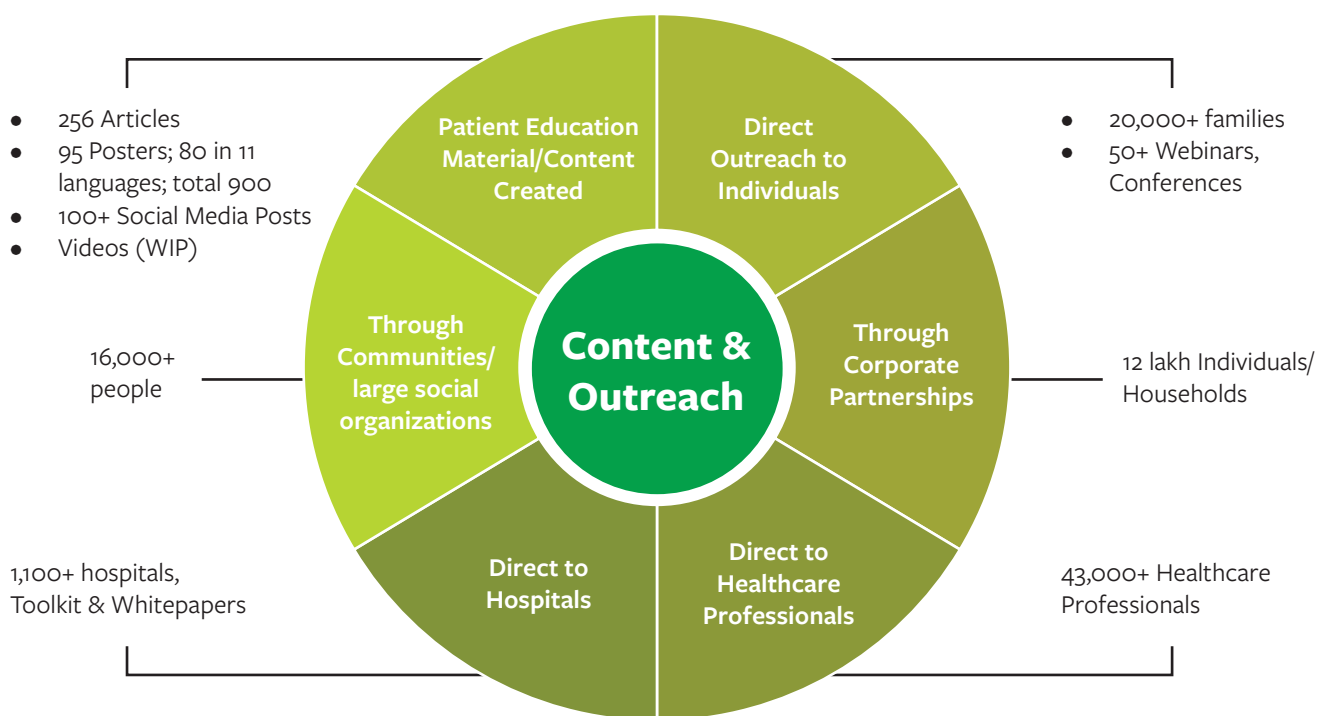 Patient Education
Material/Content
Created
Direct
Outreach to
Individuals
• 256 Articles
• 95 Posters; 80 in 11
languages; total 900
• 100+ Social Media Posts
• Videos (WIP)
• 20,000+ families
• 50+ Webinars,
Conferences
Through
Communities/
large social
organizations
Content &
Outreach
Through
Corporate
Partnerships
16,000+
people
12 lakh Individuals/
Households
Direct to
Hospitals
Direct to
Healthcare
Professionals
1,100+ hospitals,
Toolkit & Whitepapers
43,000+ Healthcare
Professionals